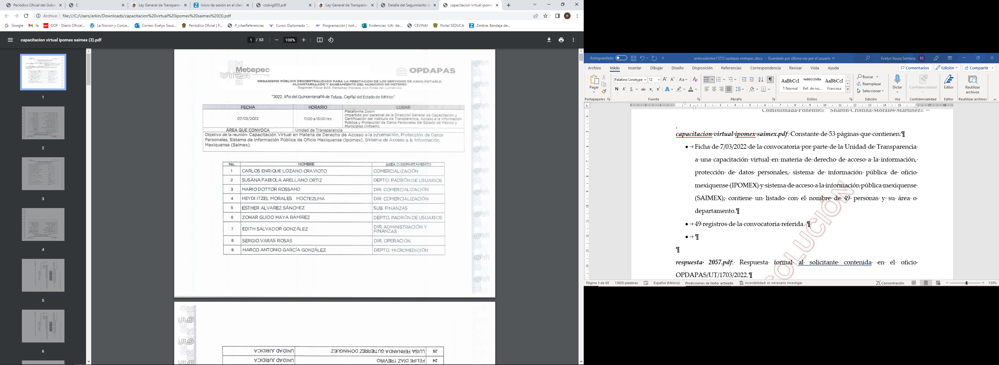 Periódico Oficial del Gobie
C
Ley General de Transparen
Inicio de sesión en el client
codvig005.pdf
Ley General de Transparen
Detalle del Seguimiento d
capacitacion virtual ipome
Archivo | file:///C:/Users/arkin/Downloads/capacitacion%20virtual%20ipomex%20saimex%20(3).pdf
e
Google
fa
DOF - Diario Oficial...
La Nocion y Conce...
Correo: Evelyn Souz...
Periódico Oficial | P...
P_citasReferencias
Curso: Diplomado "...
Programación | Just...
Evidencias -UA- de...
CEVINAI
Portal SEDUCA
Zimbra: Bandeja de...
capacitacion virtual ipomex saimex (3).pdf
1 / 53
100%
1
2
3
4
5
6
Metepec
OPDAPAS
ORGANISMO PÚBLICO DESCENTRALIZADO PARA LA PRESTACIÓN DE LOS SERVICIOS DE AGUA POTABLE,
ALCANTARILLADO Y SANEAMIENTO DEL MUNICIPIO DE METEPEC
Régimen Fiscal 603: Personas Morales con Fines no Lucrativos
"2022. Año del Quincentenario de Toluca, Capital del Estado de México"
FECHA HORARIO LUGAR
07/03/2022
11:00 a 15:00 hrs
Plataforma Zoom
Impartido por personal de la Dirección General de Capacitación y
Certificación del Instituto de Transparencia, Acceso a la Información
Pública y Protección de Datos Personales del Estado de México y
Municipios (Infoem).
ÁREA QUE CONVOCA Unidad de Transparencia
Objetivo de la reunión: Capacitación Virtual en Materia de Derecho de Acceso a la Información, Protección de Datos
Personales, Sistema de Información Pública de Oficio Mexiquense (Ipomex), Sistema de Acceso a la Información
Mexiquense (Saimex).
No. NOMBRE ÁREA O DEPARTAMENTO
1 CARLOS ENRIQUE LOZANO CRAVIOTO COMERCIALIZACIÓN
2 SUSANA FABIOLA ARELLANO ORTIZ DEPTO. PADRÓN DE USUARIOS
3 MARIO DOTTOR ROSSANO DIR. COMERCIALIZACIÓN
4 HEYDI ITZEL MORALES MOCTEZUMA DIR. COMERCIALIZACIÓN
5 ESTHER ALVAREZ SÁNCHEZ SUB. FINANZAS
6 ZOHAR GUIDO MAYA RAMÍREZ DEPTO. PADRÓN DE USUARIOS
7 EDITH SALVADOR GONZÁLEZ DIR. ADMINISTRACIÓN Y
FINANZAS
8 SERGIO.VARAS ROSAS DIR. OPERACIÓN
9 MARCO ANTONIO GARCÍA GONZÁLEZ DEPTO. MICROMEDICIÓN
25 LUISA FERNANDA GUTIERREZ DOMINGUEZ UNIDAD JURIDICA
24 FELIPE DÍAZ TREVIÑO UNIDAD JURIDICA
Autoguardado
antecedentes17272 opdapas metepec.docx - Guardado por última vez por el usuario
Evelyn Souza Santana ES
Archivo Inicio Insertar Dibujar Diseño Disposición Referencias Correspondencia Revisar Vista Ayuda
Comentarios Edición Compartir
Pegar
Palatino Linotype 12
N K S ab x₂ x²
AaBbCcI AaBbCcDdEe AaBbCcI
¶ Normal Ref. de no... Francesa
Buscar
Reemplazar
Seleccionar
Dictar
Confidencialidad
Editor
Reutilizar
archivos
Portapapeles Fuente Párrafo Estilos Edición Voz Confidencialidad Editor Reutilizar archivos
Comisionada·Ponente:¤ Sharon·Cristina·Morales·Martínez¤
1
capacitacion·virtual·ipomex·saimex.pdf:·Constante·de·53·páginas·que·contienen:¶
•→Ficha·de·7/03/2022·de·la·convocatoria·por·parte·de·la·Unidad·de·Transparencia·
a·una·capacitación·virtual·en·materia·de·derecho·de·acceso·a·la·información,·
protección·de·datos·personales,·sistema·de·información·pública·de·oficio·
mexiquense·(IPOMEX)·y·sistema·de·acceso·a·la·información·pública·mexiquense·
(SAIMEX);·contiene·un·listado·con·el·nombre·de·49·personas·y·su·área·o·
departamento.¶
•→49·registros·de·la·convocatoria·referida.·¶
•→¶
¶
respuesta·2057.pdf:·Respuesta·formal·al·solicitante·contenida·en·el·oficio·
OPDAPAS/UT/1703/2022.¶
SOLUCIÓN
Página 3 de 69 13605 palabras Español (México) Predicciones de texto: activado Accesibilidad: es necesario investigar Concentración 130%